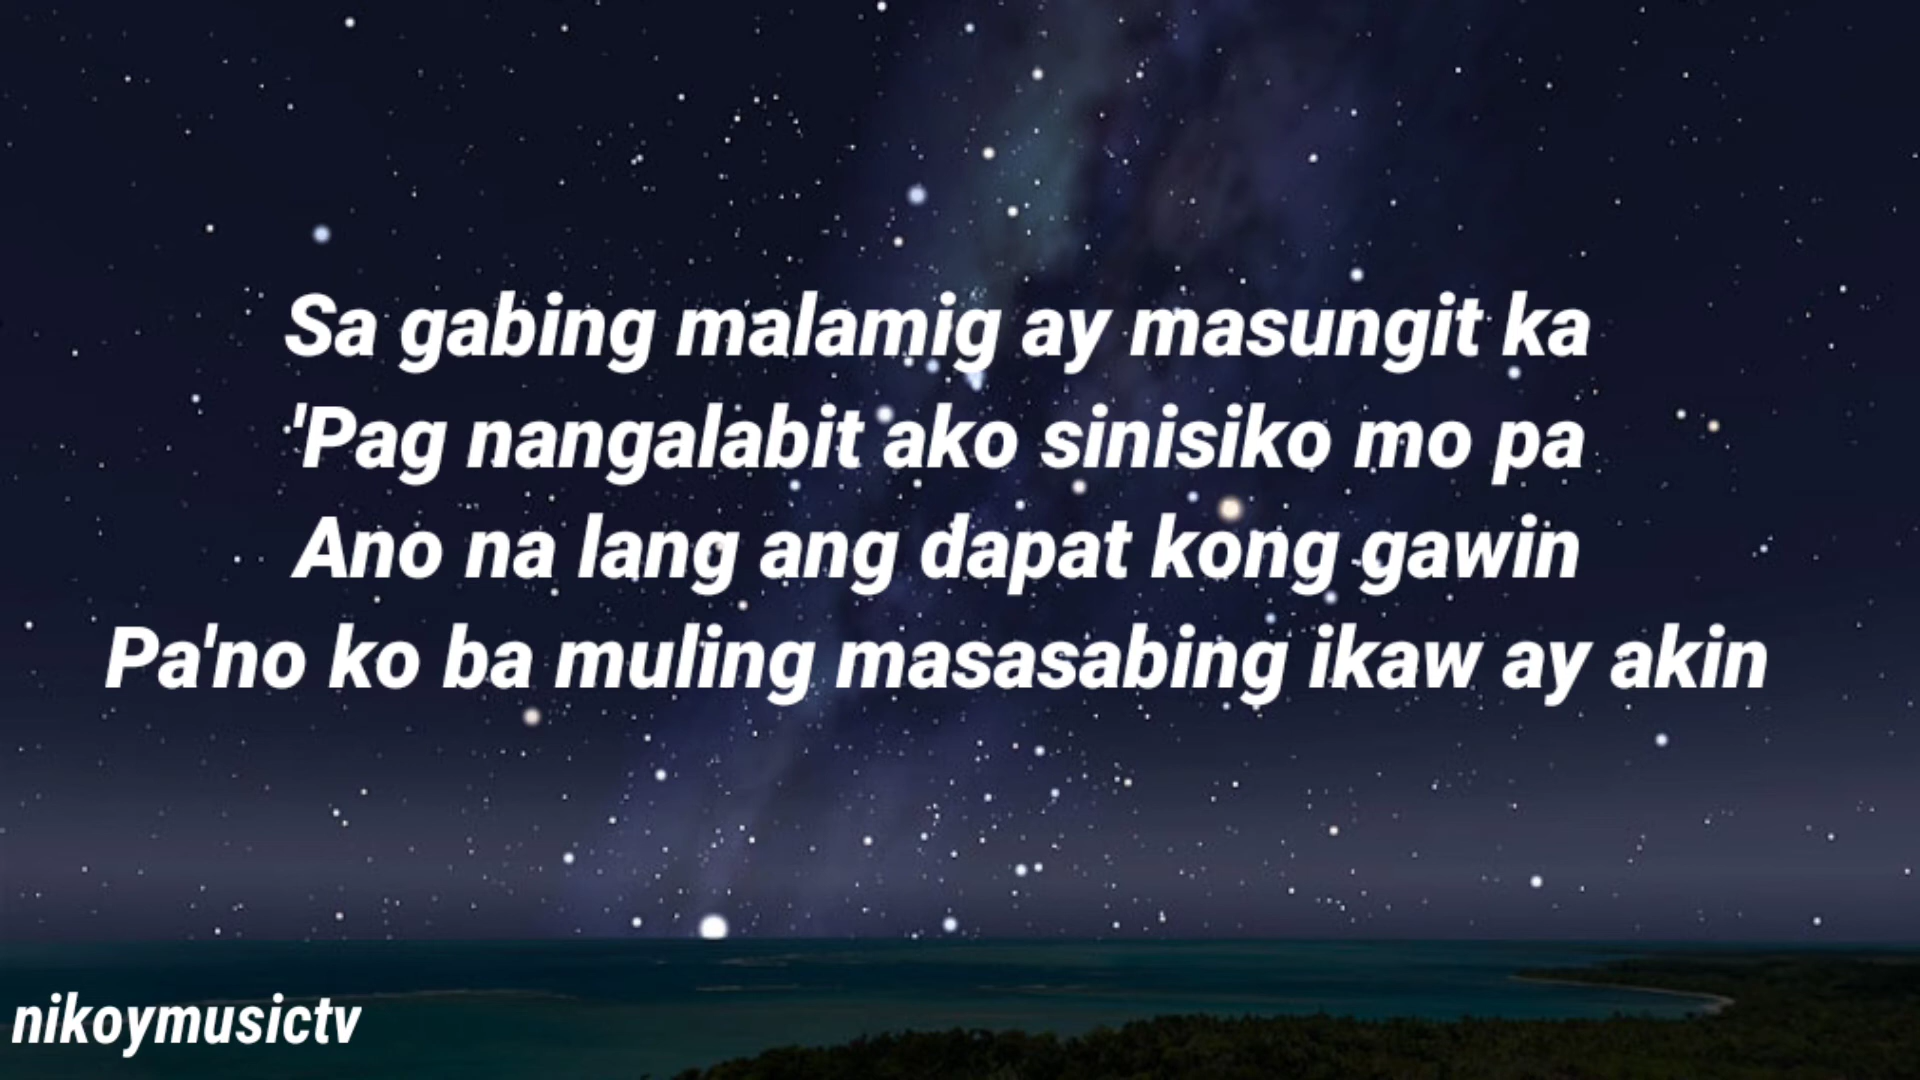 Sa gabing malamig ay masungit ka
'Pag nangalabit ako sinisiko mo pa
Ano na lang ang dapat kong gawin
Pa'no ko ba muling masasabing ikaw ay akin
nikoymusictv